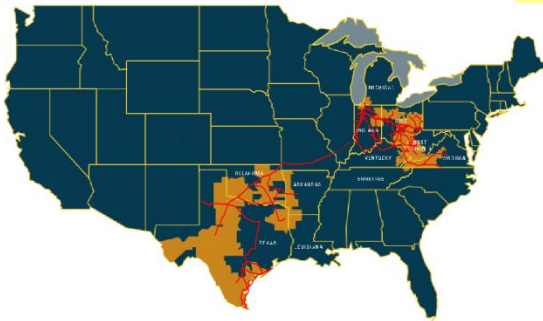 MICHIGAN
OHIO
INDIANA
WEST
VIRGINIA
VIRGINIA
KENTUCKY
TENNESSEE
OKLAHOMA
ARKANSAS
TEXAS
LOUISIANA